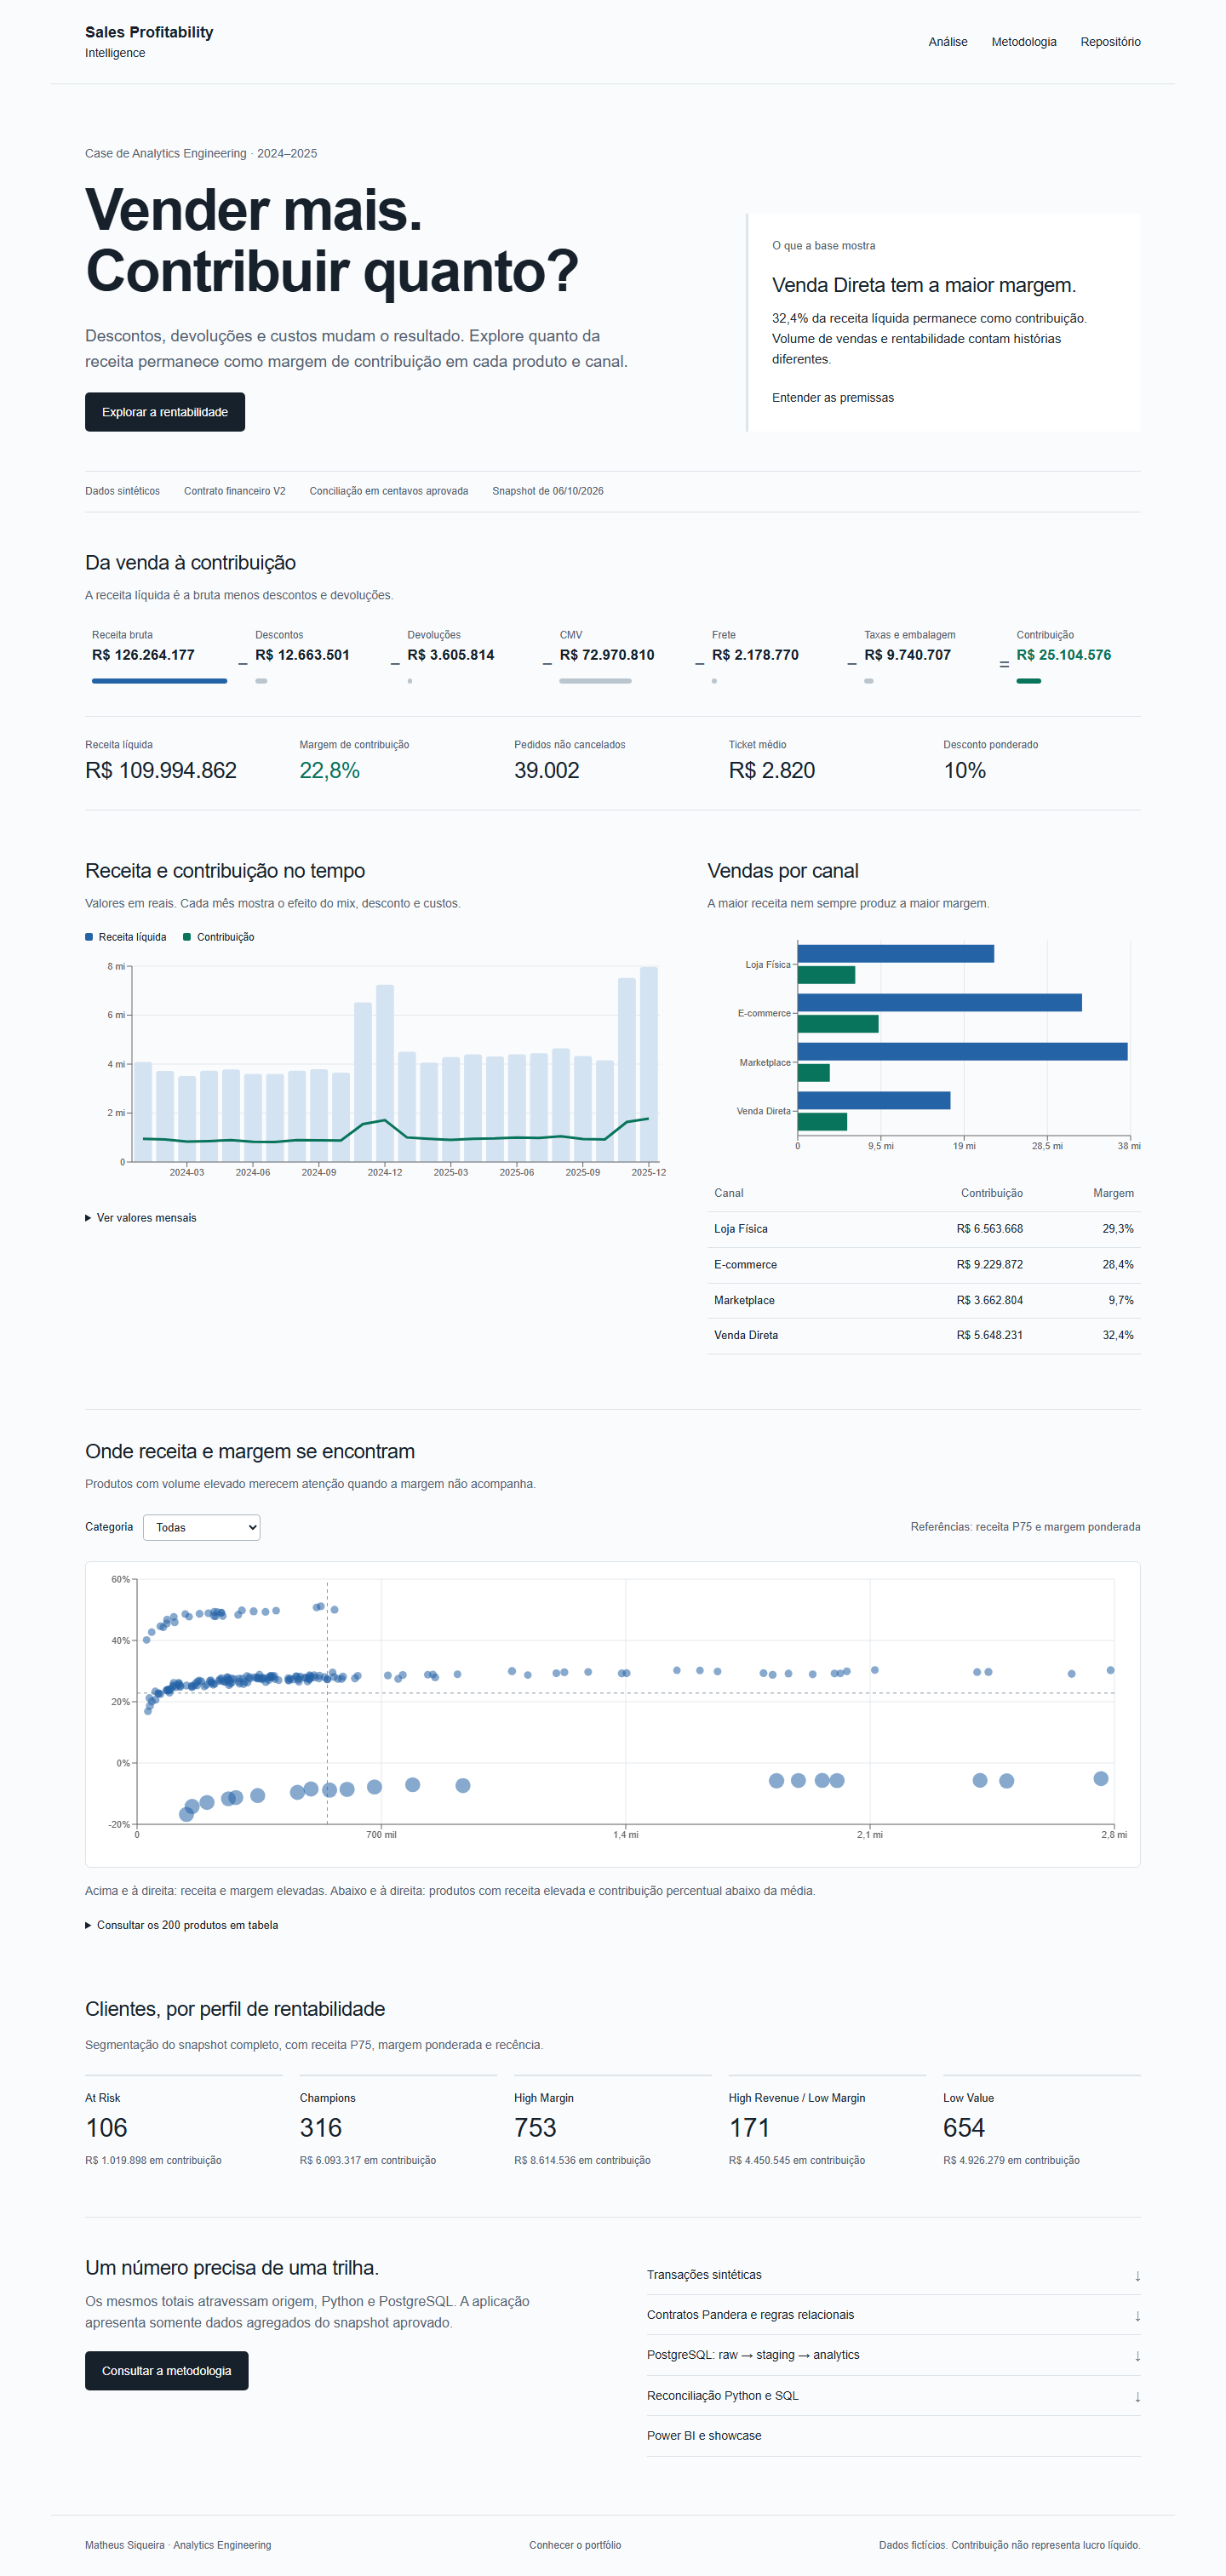 Sales Profitability
Intelligence
Análise
Metodologia
Repositório
Case de Analytics Engineering · 2024–2025
Vender mais.
Contribuir quanto?
Descontos, devoluções e custos mudam o resultado. Explore quanto da
receita permanece como margem de contribuição em cada produto e canal.
Explorar a rentabilidade
O que a base mostra
Venda Direta tem a maior margem.
32,4% da receita líquida permanece como contribuição.
Volume de vendas e rentabilidade contam histórias
diferentes.
Entender as premissas
Dados sintéticos
Contrato financeiro V2
Conciliação em centavos aprovada
Snapshot de 06/10/2026
Da venda à contribuição
A receita líquida é a bruta menos descontos e devoluções.
Receita bruta
R$ 126.264.177
–
Descontos
R$ 12.663.501
–
Devoluções
R$ 3.605.814
–
CMV
R$ 72.970.810
–
Frete
R$ 2.178.770
–
Taxas e embalagem
R$ 9.740.707
=
Contribuição
R$ 25.104.576
Receita líquida
R$ 109.994.862
Margem de contribuição
22,8%
Pedidos não cancelados
39.002
Ticket médio
R$ 2.820
Desconto ponderado
10%
Receita e contribuição no tempo
Valores em reais. Cada mês mostra o efeito do mix, desconto e custos.
Receita líquida
Contribuição
8 mi
6 mi
4 mi
2 mi
0
2024-03
2024-06
2024-09
2024-12
2025-03
2025-06
2025-09
2025-12
▶ Ver valores mensais
Vendas por canal
A maior receita nem sempre produz a maior margem.
Loja Física
E-commerce
Marketplace
Venda Direta
0
9,5 mi
19 mi
28,5 mi
38 mi
Canal Contribuição Margem
Loja Física R$ 6.563.668 29,3%
E-commerce R$ 9.229.872 28,4%
Marketplace R$ 3.662.804 9,7%
Venda Direta R$ 5.648.231 32,4%
Onde receita e margem se encontram
Produtos com volume elevado merecem atenção quando a margem não acompanha.
Categoria
Todas
Referências: receita P75 e margem ponderada
60%
40%
20%
0%
-20%
0
700 mil
1,4 mi
2,1 mi
2,8 mi
Acima e à direita: receita e margem elevadas. Abaixo e à direita: produtos com receita elevada e contribuição percentual abaixo da média.
▶ Consultar os 200 produtos em tabela
Clientes, por perfil de rentabilidade
Segmentação do snapshot completo, com receita P75, margem ponderada e recência.
At Risk
106
R$ 1.019.898 em contribuição
Champions
316
R$ 6.093.317 em contribuição
High Margin
753
R$ 8.614.536 em contribuição
High Revenue / Low Margin
171
R$ 4.450.545 em contribuição
Low Value
654
R$ 4.926.279 em contribuição
Um número precisa de uma trilha.
Os mesmos totais atravessam origem, Python e PostgreSQL. A aplicação
apresenta somente dados agregados do snapshot aprovado.
Consultar a metodologia
Transações sintéticas ↓
Contratos Pandera e regras relacionais ↓
PostgreSQL: raw → staging → analytics ↓
Reconciliação Python e SQL ↓
Power BI e showcase
Matheus Siqueira · Analytics Engineering
Conhecer o portfólio
Dados fictícios. Contribuição não representa lucro líquido.